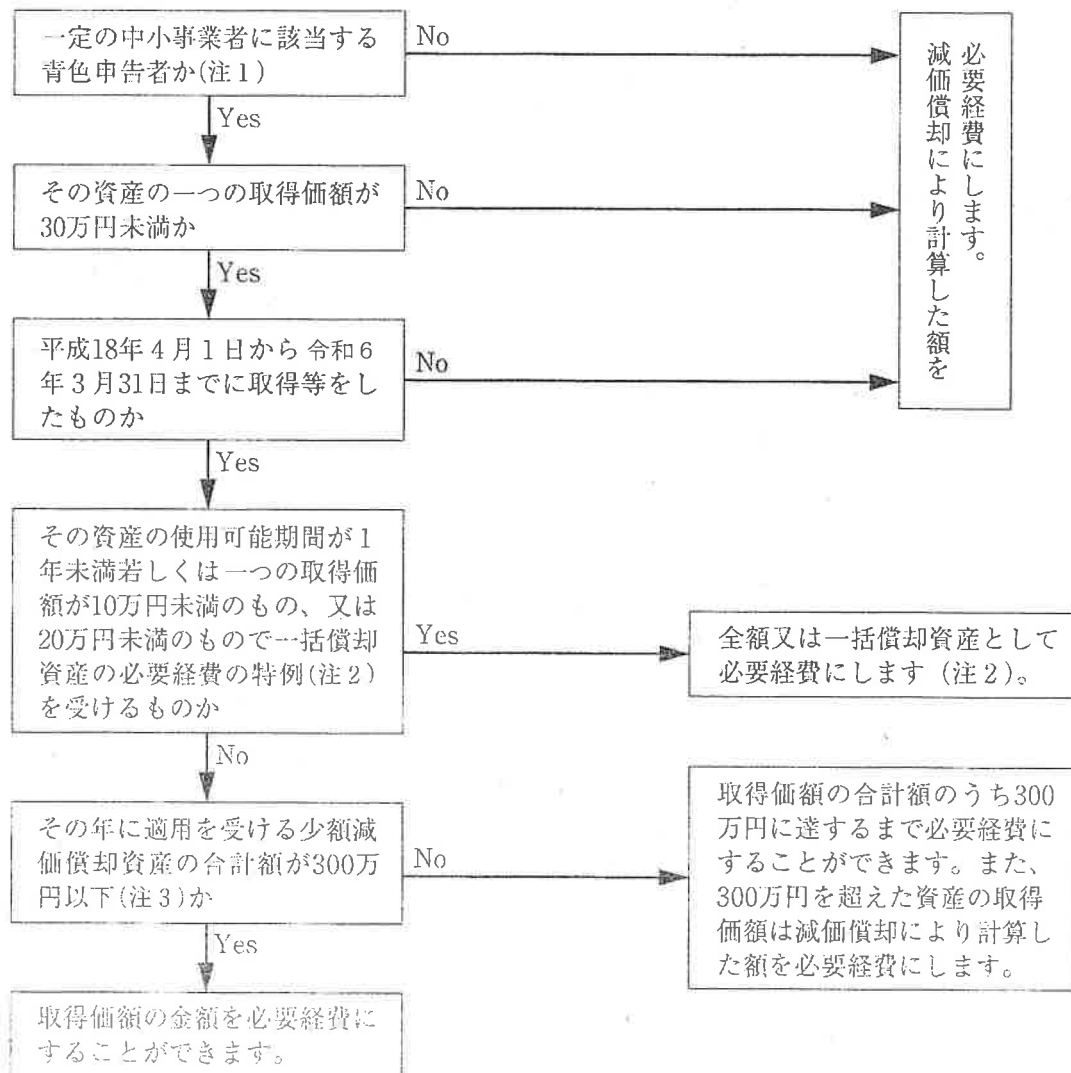 一定の中小事業者に該当する
青色申告者か(注1)
No
必要経費にします。
減価償却により計算した額を
Yes
その資産の一つの取得価額が
30万円未満か
No
Yes
平成18年4月1日から令和6
年3月31日までに取得等をし
たものか
No
Yes
その資産の使用可能期間が1
年未満若しくは一つの取得価
額が10万円未満のもの、又は
20万円未満のもので一括償却
資産の必要経費の特例(注2)
を受けるものか
Yes
全額又は一括償却資産として
必要経費にします(注2)。
No
その年に適用を受ける少額減
価償却資産の合計額が300万
円以下(注3)か
No
取得価額の合計額のうち300
万円に達するまで必要経費に
することができます。また、
300万円を超えた資産の取得
価額は減価償却により計算し
た額を必要経費にします。
Yes
取得価額の金額を必要経費に
することができます。